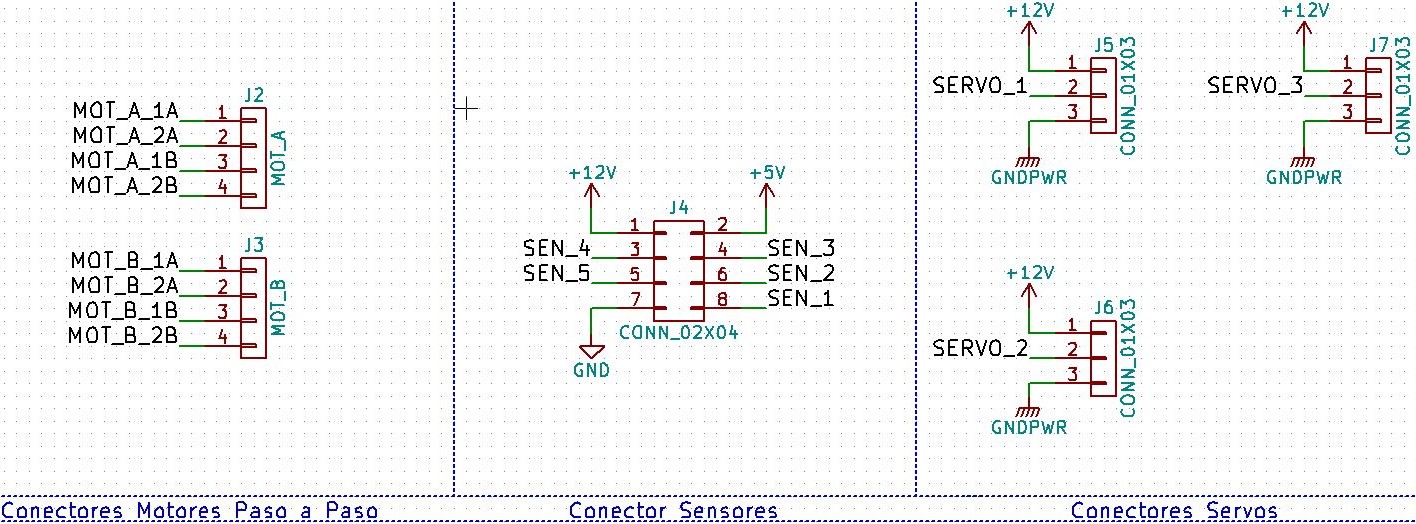 J2
MOT_A_1A 1
MOT_A_2A 2
MOT_A_1B 3
MOT_A_2B 4
MOT_A
J3
MOT_B_1A 1
MOT_B_2A 2
MOT_B_1B 3
MOT_B_2B 4
MOT_B
Conectores Motores Paso a Paso
+12V +5V
J4
1 2
SEN_4 3 4 SEN_3
SEN_5 5 6 SEN_2
7 8 SEN_1
CONN_02X04
GND
Conector Sensores
+12V
J5
1
SERVO_1 2
3
CONN_01X03
GNDPWR
+12V
J7
1
SERVO_3 2
3
CONN_01X03
GNDPWR
+12V
J6
1
SERVO_2 2
3
CONN_01X03
GNDPWR
Conectores Servos